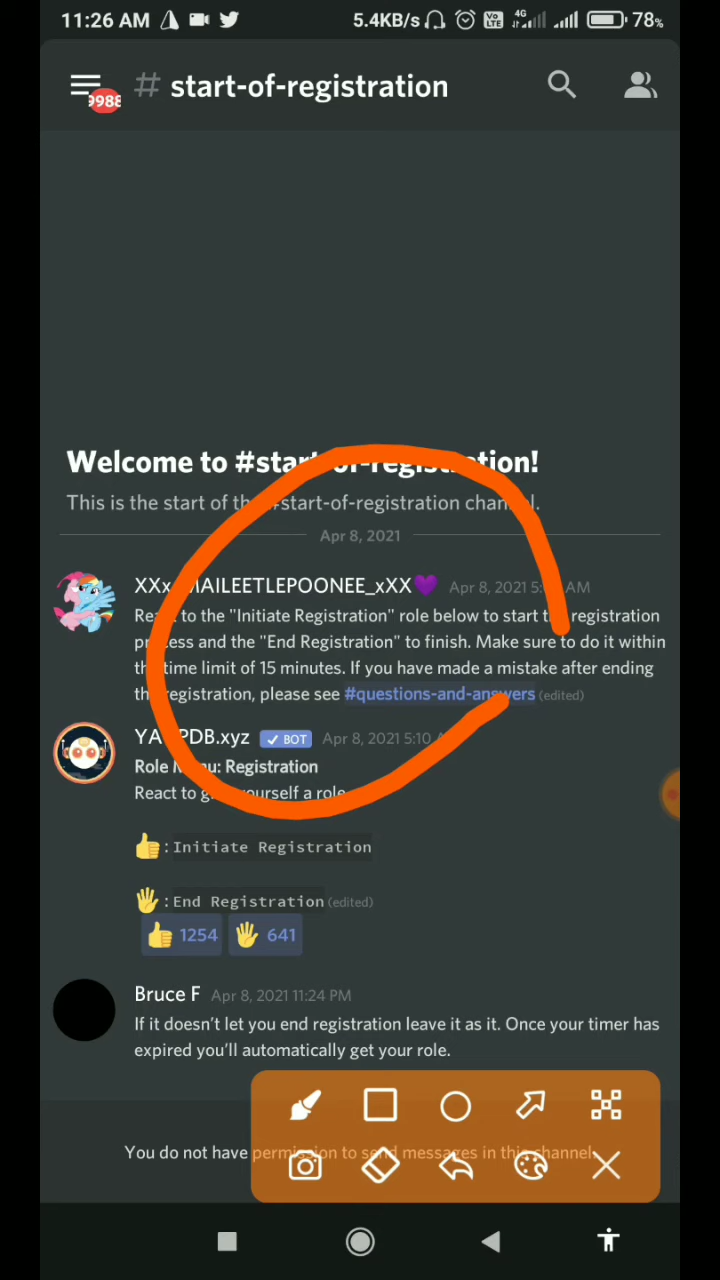 11:26 AM 5.4KB/s Vo LTE 4G 78%
9988 # start-of-registration
Welcome to #start-of-registration!
This is the start of the #start-of-registration channel.
Apr 8, 2021
Apr 8, 2021 AM
React to the "Initiate Registration" role below to start the registration
process and the "End Registration" to finish. Make sure to do it within
the time limit of 15 minutes. If you have made a mistake after ending
the registration, please see #questions-and-answers (edited)
YAGPDB.xyz BOT Apr 8, 2021 5:10
Role Menu: Registration
React to give yourself a role
👍 : Initiate Registration
🖐 : End Registration (edited)
👍 1254 🖐 641
Bruce F Apr 8, 2021 11:24 PM
If it doesn't let you end registration leave it as it. Once your timer has
expired you'll automatically get your role.
You do not have permission to send messages in this channel.